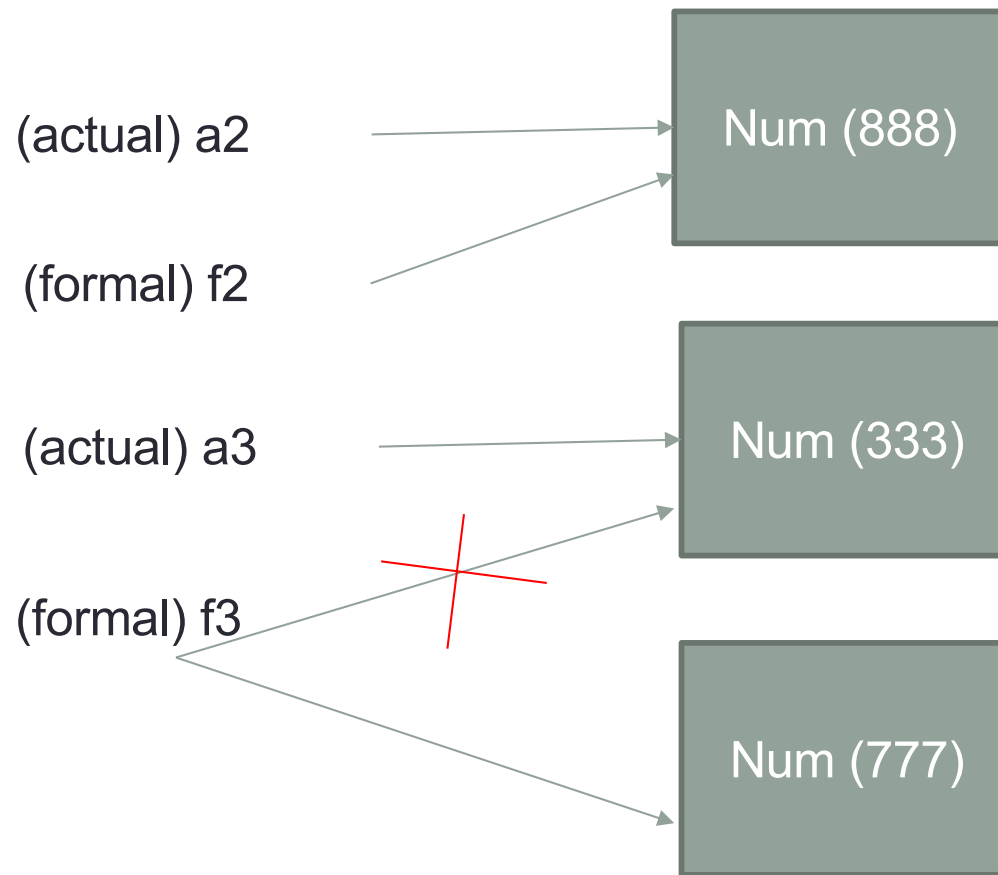 (actual) a2
Num (888)
(formal) f2
(actual) a3
Num (333)
(formal) f3
Num (777)